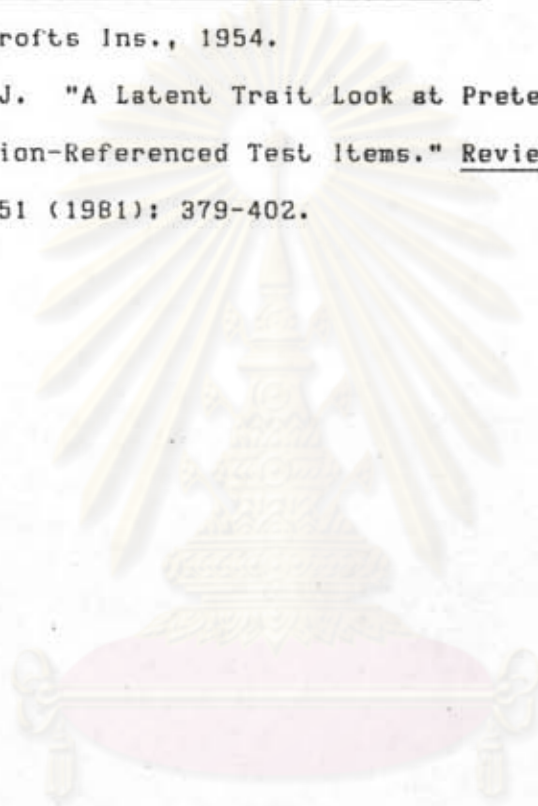 rofts Ins., 1954.
J. "A Latent Trait Look at Prete
ion-Referenced Test Items." Revie
51 (1981): 379-402.